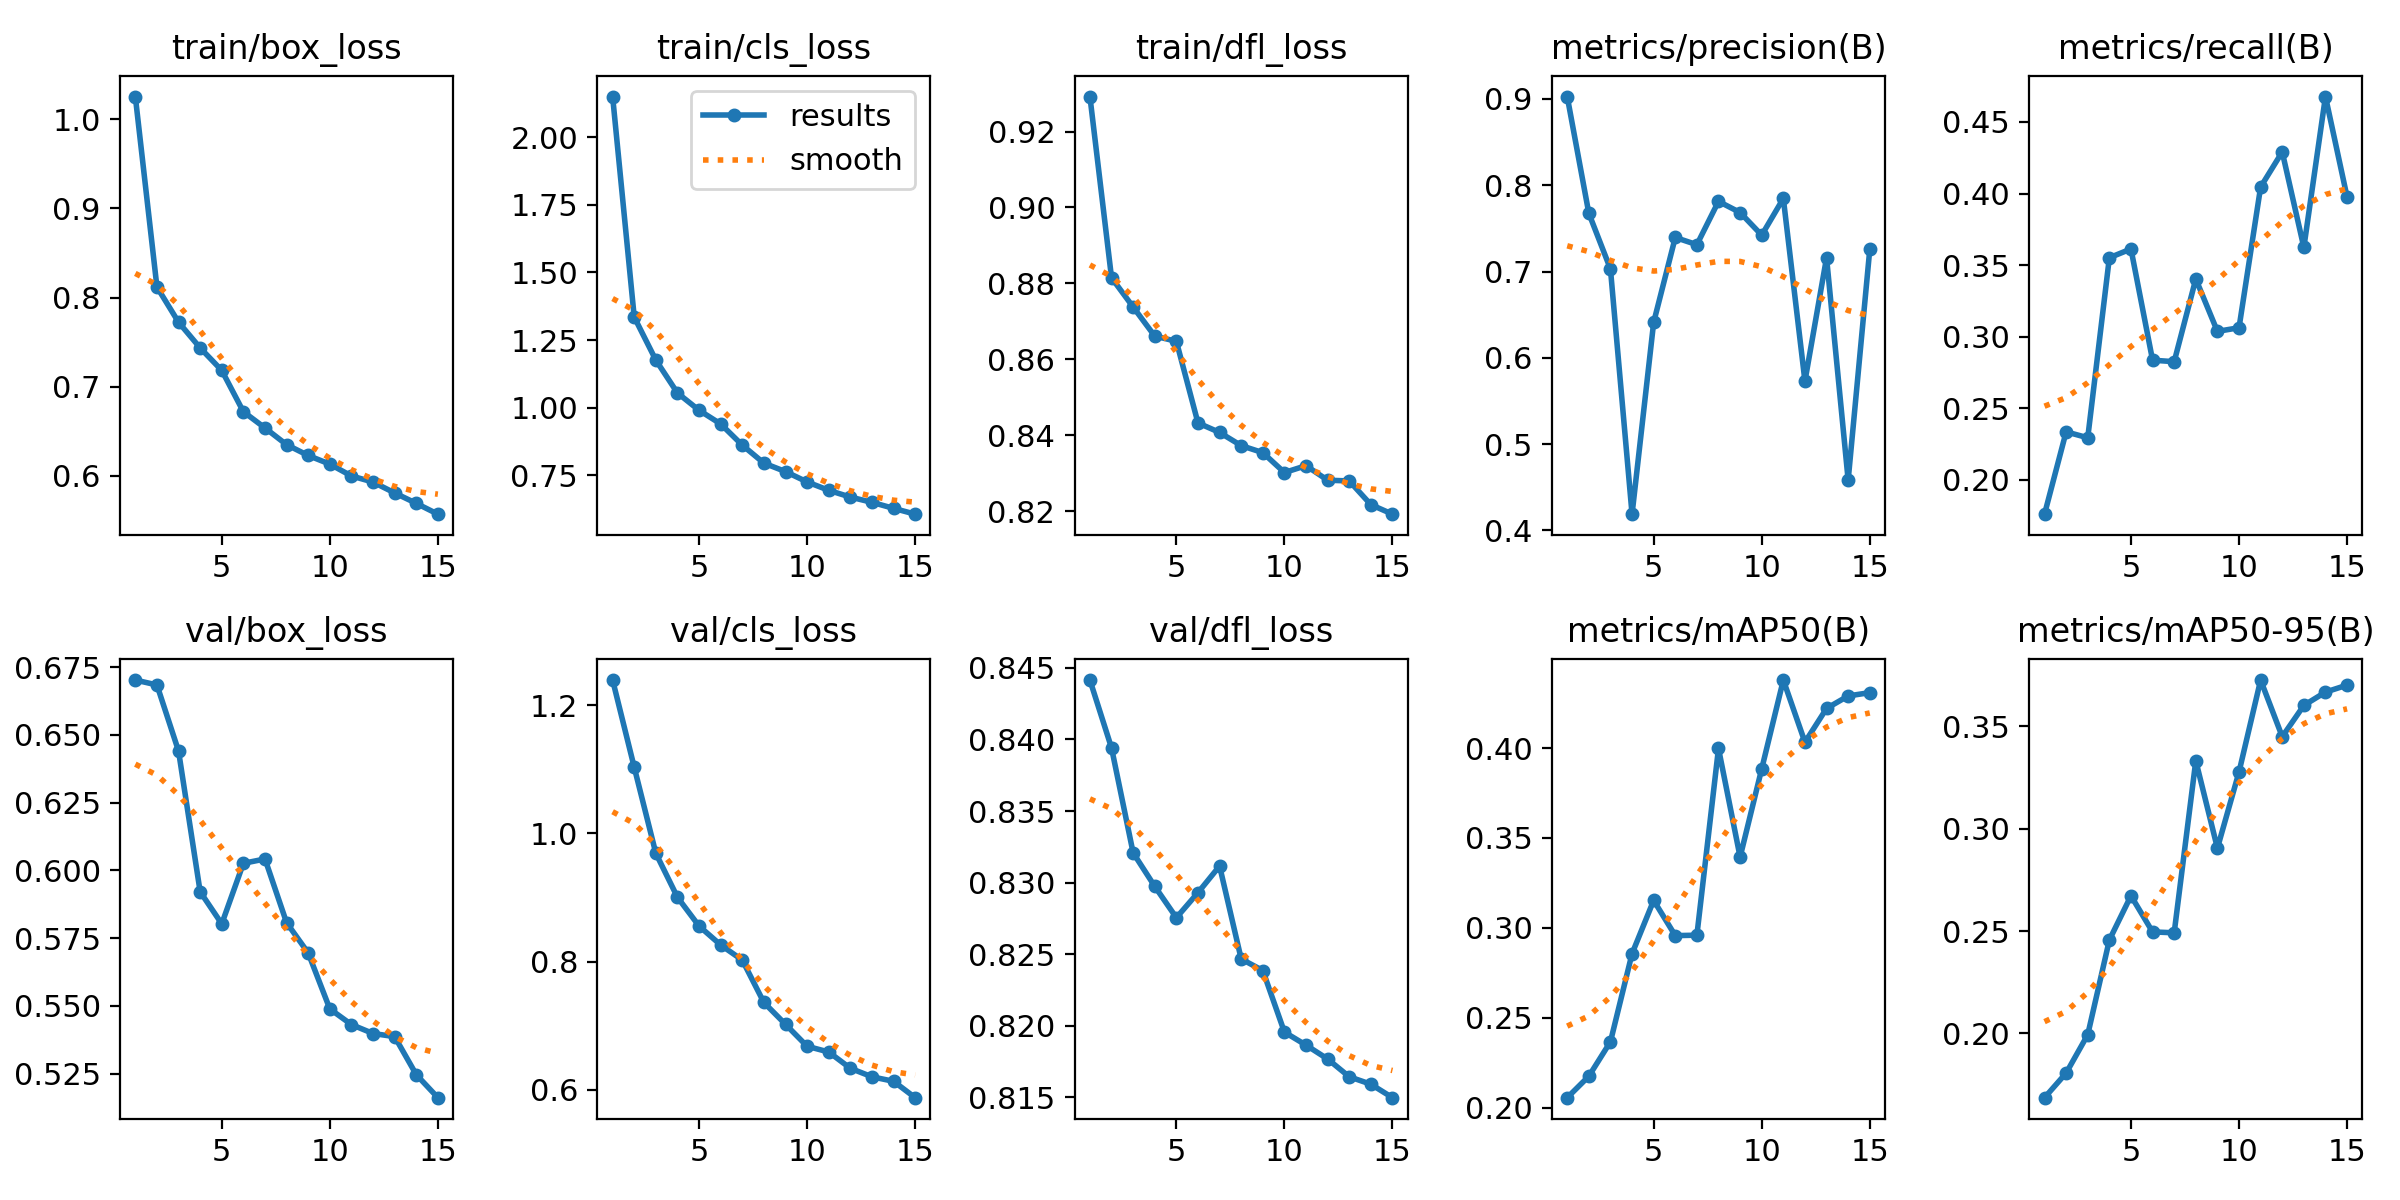 train/box_loss
train/cls_loss
train/dfl_loss
metrics/precision(B)
metrics/recall(B)
1.0
0.9
0.8
0.7
0.6
5 10 15
2.00
1.75
1.50
1.25
1.00
0.75
results
smooth
5 10 15
0.92
0.90
0.88
0.86
0.84
0.82
5 10 15
0.9
0.8
0.7
0.6
0.5
0.4
5 10 15
0.45
0.40
0.35
0.30
0.25
0.20
5 10 15
val/box_loss
val/cls_loss
val/dfl_loss
metrics/mAP50(B)
metrics/mAP50-95(B)
0.675
0.650
0.625
0.600
0.575
0.550
0.525
5 10 15
1.2
1.0
0.8
0.6
5 10 15
0.845
0.840
0.835
0.830
0.825
0.820
0.815
5 10 15
0.40
0.35
0.30
0.25
0.20
5 10 15
0.35
0.30
0.25
0.20
5 10 15